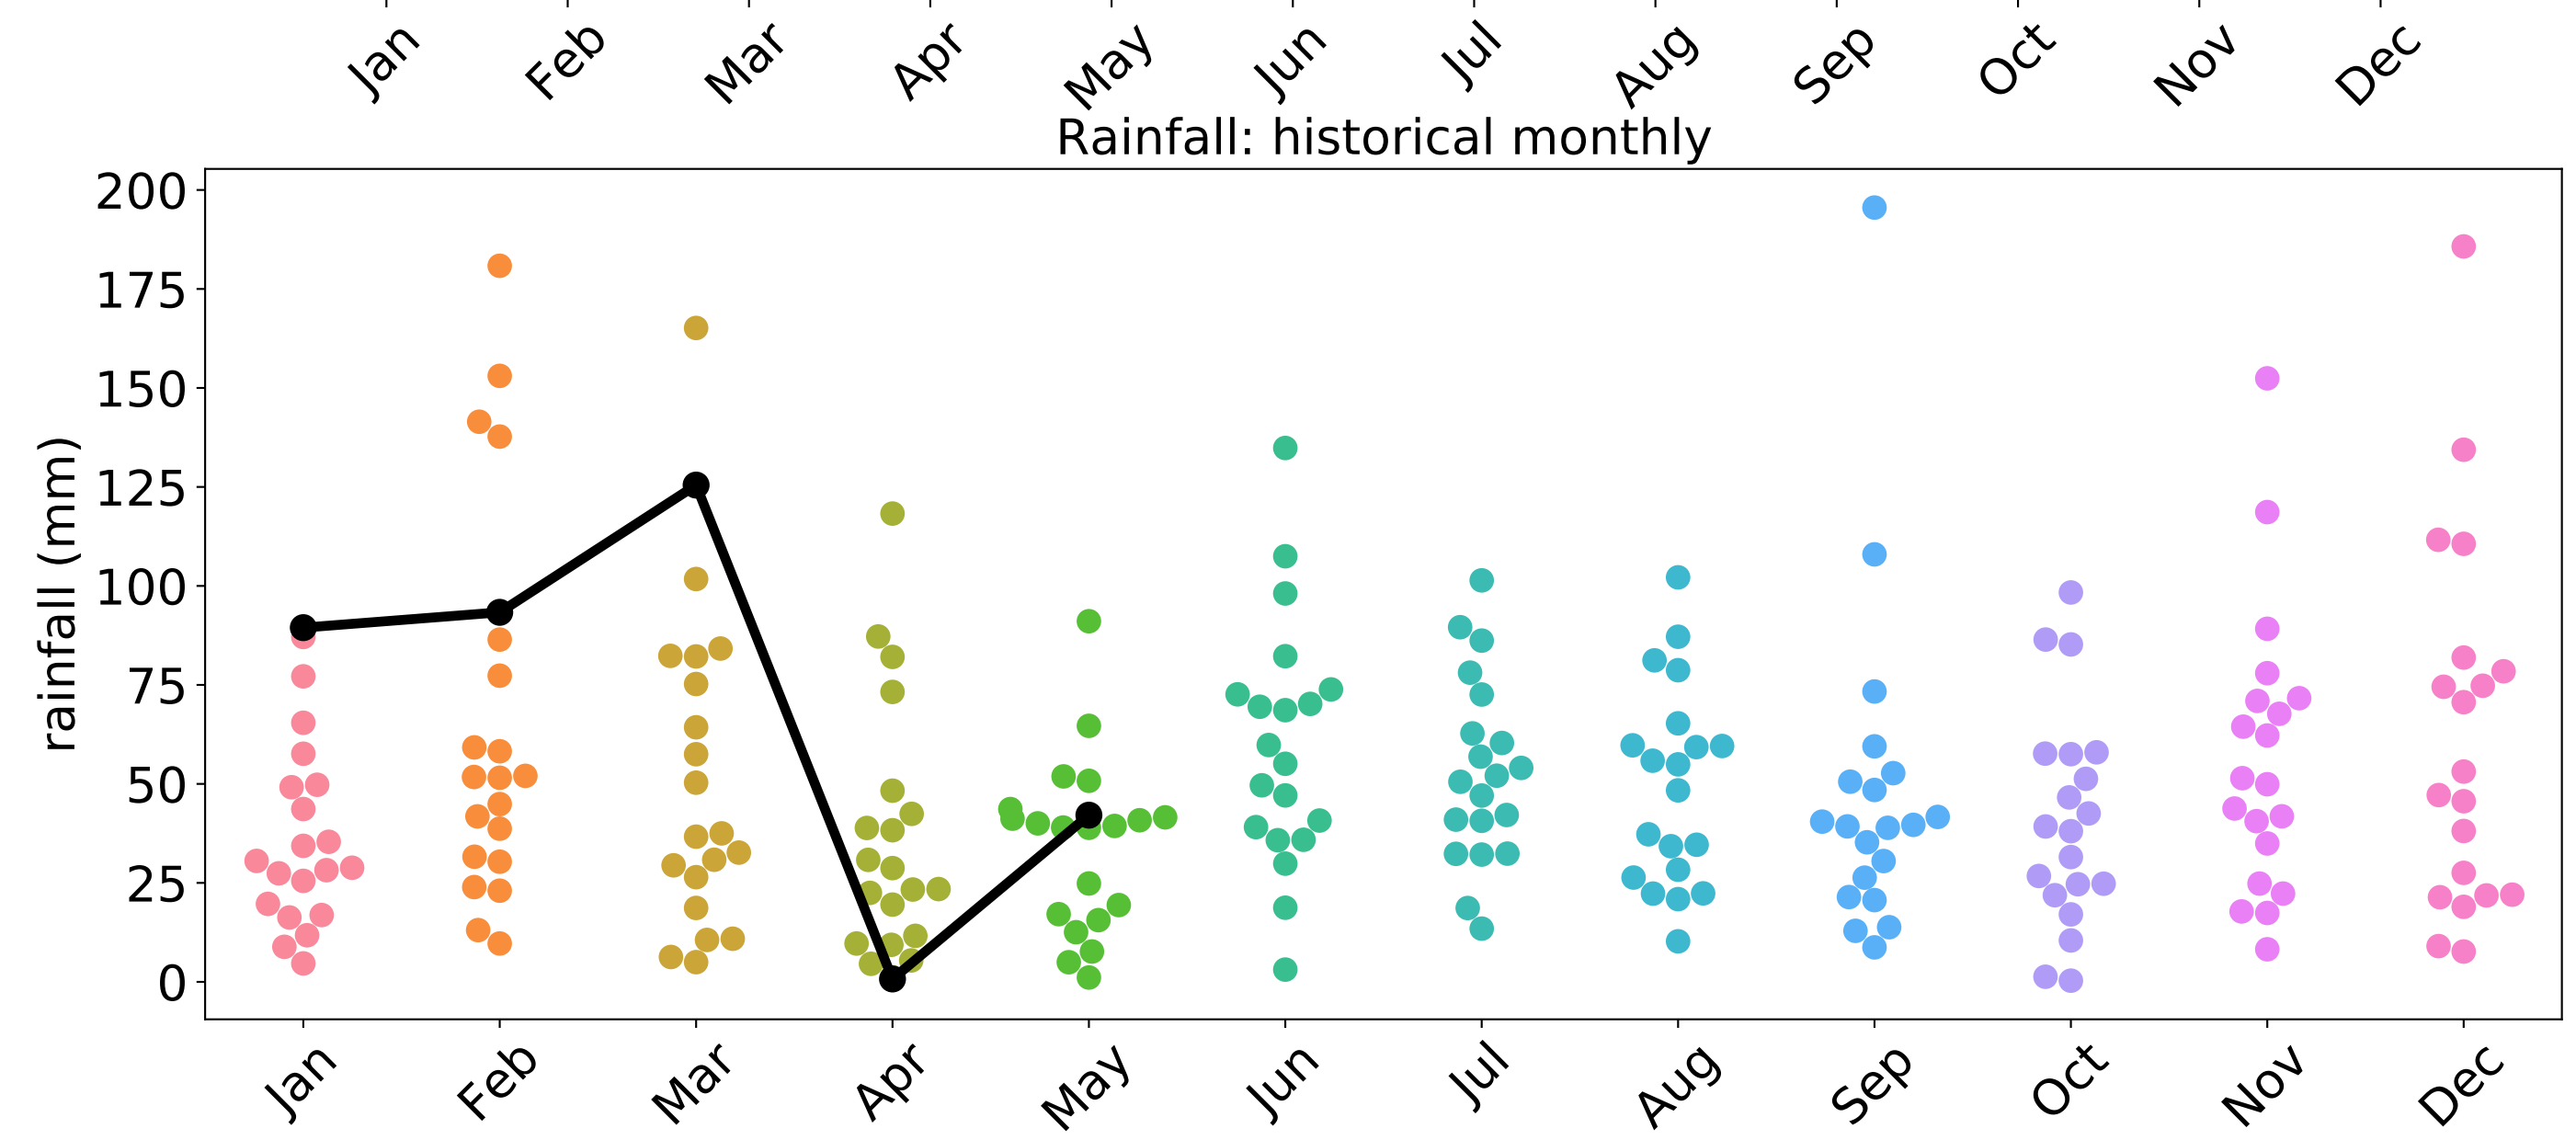 Jan Feb Mar Apr May Jun Jul Aug Sep Oct Nov Dec
Rainfall: historical monthly
200
175
150
125
100
75
50
25
0
rainfall (mm)
Jan Feb Mar Apr May Jun Jul Aug Sep Oct Nov Dec